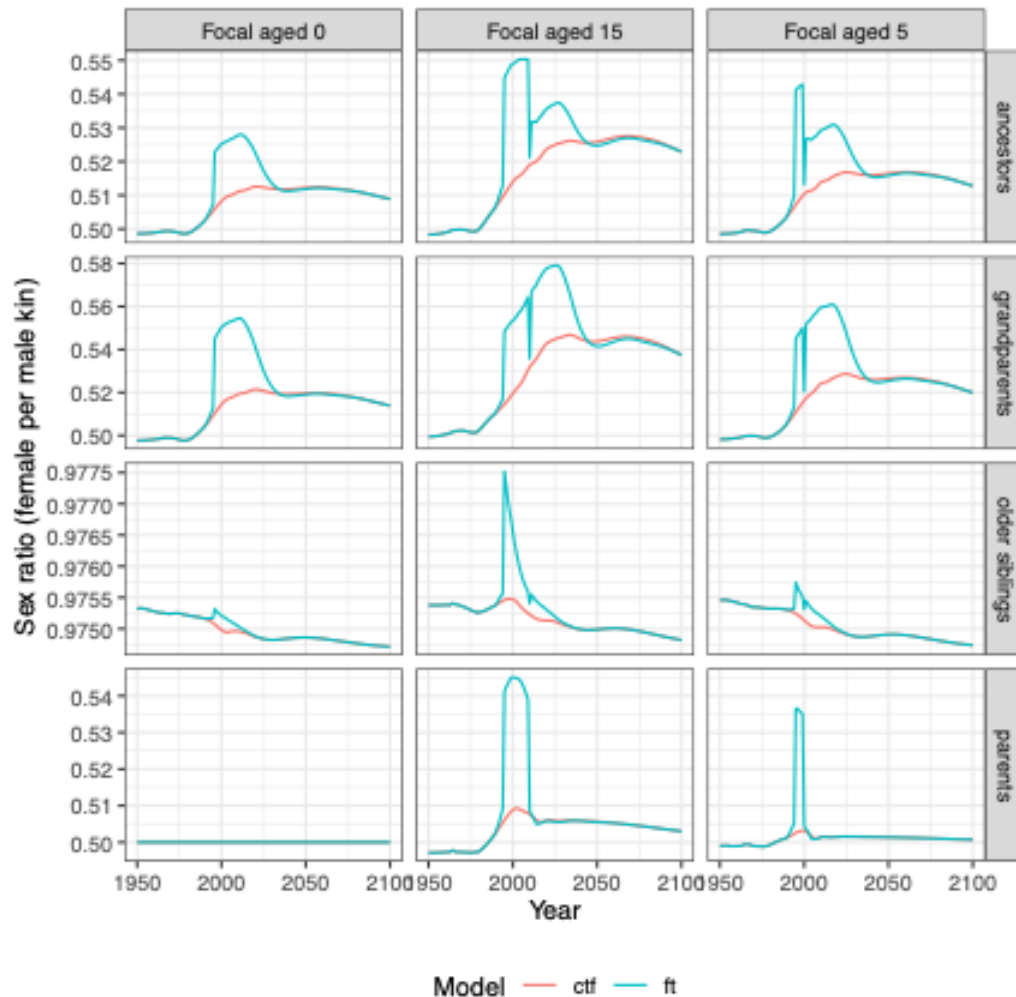 Focal aged 0
Focal aged 15
Focal aged 5
0.55
0.54
0.53
0.52
0.51
0.50
ancestors
0.58
0.56
0.54
0.52
0.50
grandparents
0.9775
0.9770
0.9765
0.9760
0.9755
0.9750
older siblings
0.54
0.53
0.52
0.51
0.50
parents
Sex ratio (female per male kin)
1950 2000 2050 2100
1950 2000 2050 2100
1950 2000 2050 2100
Year
Model ctf ft